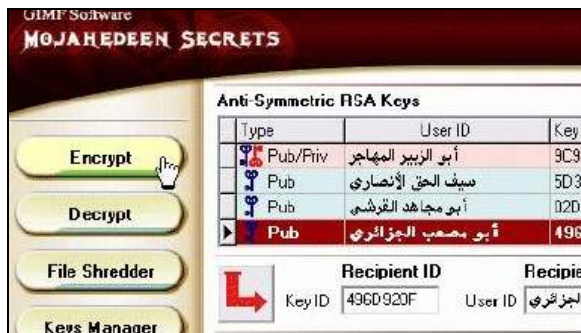 GIMF Software
MOJAHEDEEN SECRETS
Encrypt
Decrypt
File Shredder
Keys Manager
Anti-Symmetric RSA Keys
Type User ID Key
Pub/Priv أبو الزبير المهاجر 9C9
Pub سيف الحق الأنصاري 5D3
Pub أبو مجاهد القرشي 02D
Pub أبو مصعب الجزائري 496
Recipient ID Recipie
Key ID 496D920F User ID الجزائري